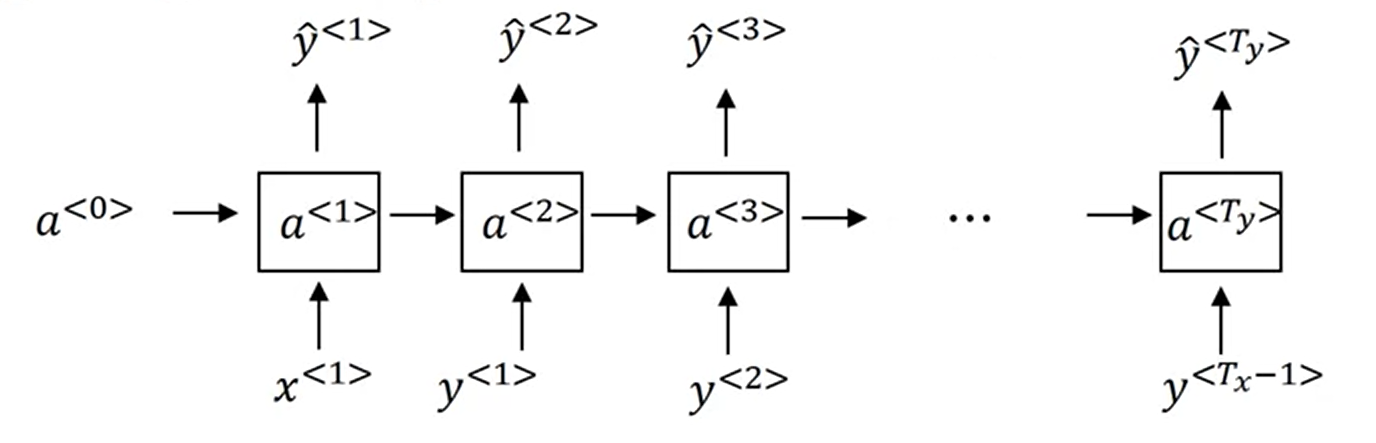 ŷ<1> ŷ<2> ŷ<3> ŷ<Ty>
a<0> a<1> a<2> a<3> ... a<Ty>
x<1> y<1> y<2> y<Tx−1>